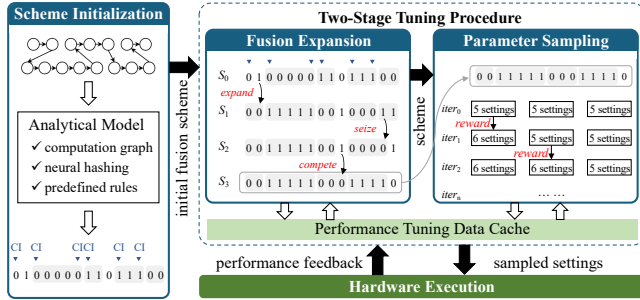 Scheme Initialization
Analytical Model
✓ computation graph
✓ neural hashing
✓ predefined rules
CI CI CI CI CI CI
0 1 0 0 0 0 0 1 1 0 1 1 1 0 0
initial fusion scheme
Two-Stage Tuning Procedure
Fusion Expansion
S0 0 1 0 0 0 0 0 1 1 0 1 1 1 0 0
expand
S1 0 0 1 1 1 1 1 0 0 1 0 0 0 1 1
seize
S2 0 0 1 1 1 1 1 0 0 1 0 0 0 0 1
compete
S3 0 0 1 1 1 1 1 0 0 0 1 1 1 1 0
scheme
Parameter Sampling
0 0 1 1 1 1 1 0 0 0 1 1 1 1 0
iter0 5 settings 5 settings 5 settings
reward
iter1 6 settings 5 settings 5 settings
reward
iter2 6 settings 6 settings 5 settings
itern ... ...
Performance Tuning Data Cache
performance feedback
sampled settings
Hardware Execution